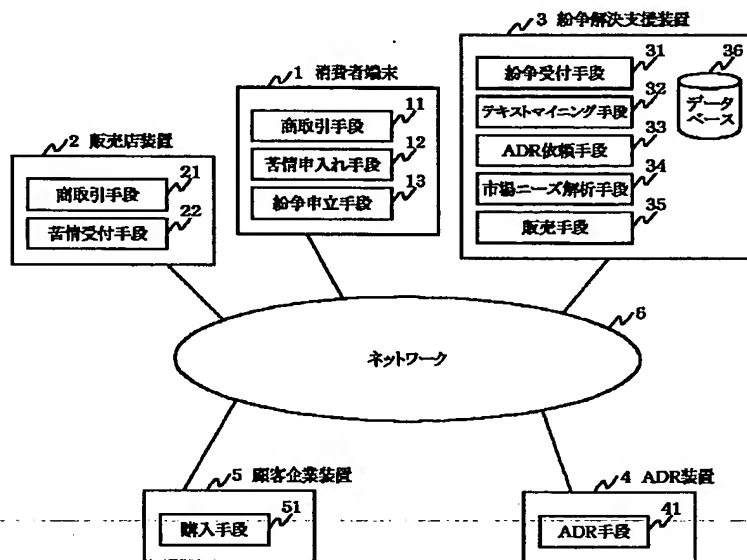 3 紛争解決支援装置
31
紛争受付手段
32
テキストマイニング手段
33
ADR依頼手段
34
市場ニーズ解析手段
35
販売手段
36
データ
ベース
1 消費者端末
11
商取引手段
12
苦情申入れ手段
13
紛争申立手段
2 販売店装置
21
商取引手段
22
苦情受付手段
6
ネットワーク
5 顧客企業装置
51
購入手段
4 ADR装置
41
ADR手段